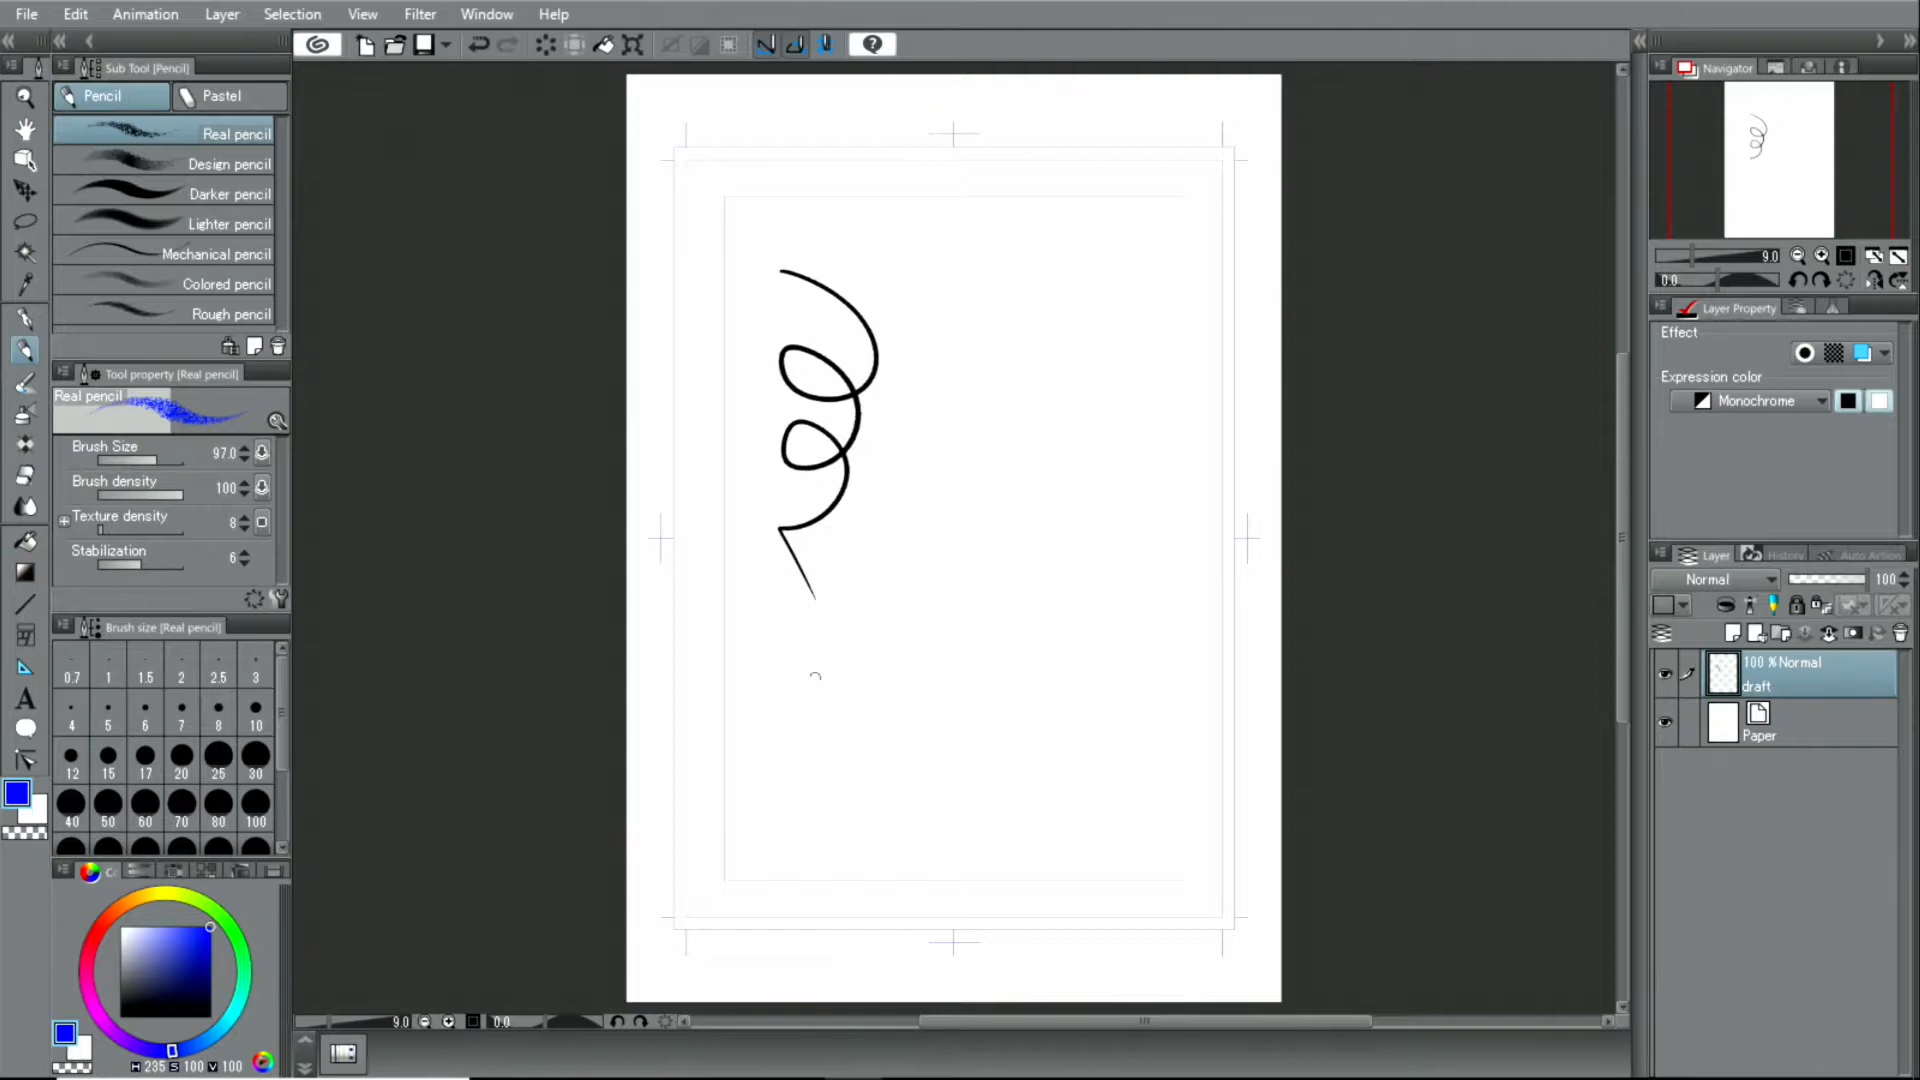 File Edit Animation Layer Selection View Filter Window Help
Sub Tool [Pencil]
Pencil Pastel
Real pencil
Design pencil
Darker pencil
Lighter pencil
Mechanical pencil
Colored pencil
Rough pencil
Tool property [Real pencil]
Real pencil
Brush Size 97.0
Brush density 100
Texture density 8
Stabilization 6
Brush size [Real pencil]
0.7 1 1.5 2 2.5 3
4 5 6 7 8 10
12 15 17 20 25 30
40 50 60 70 80 100
H 235 S 100 V 100
9.0 0.0
Navigator
9.0
0.0
Layer Property
Effect
Expression color
Monochrome
Layer History Auto Action
Normal 100
100 % Normal
draft
Paper